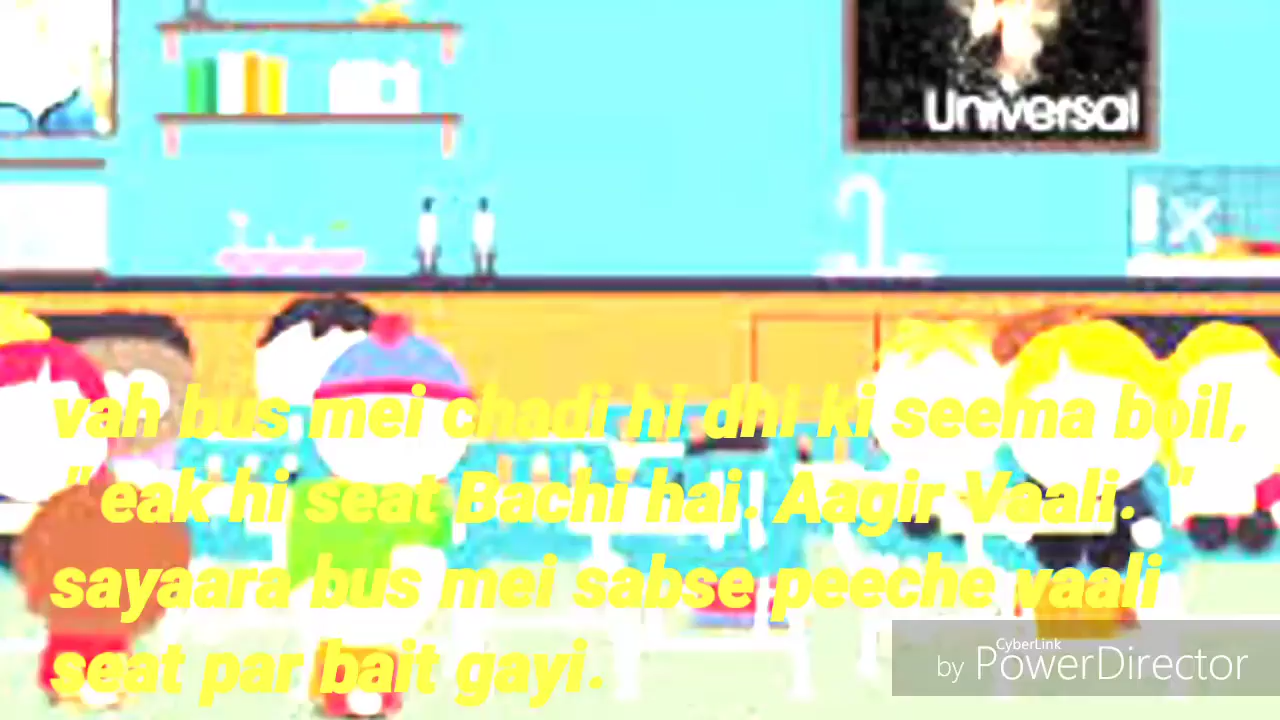 Universal
vah bus mei chadi hi dhi ki seema boil,
" eak hi seat Bachi hai. Aagir Vaali. "
sayaara bus mei sabse peeche vaali
seat par bait gayi.
CyberLink
by PowerDirector